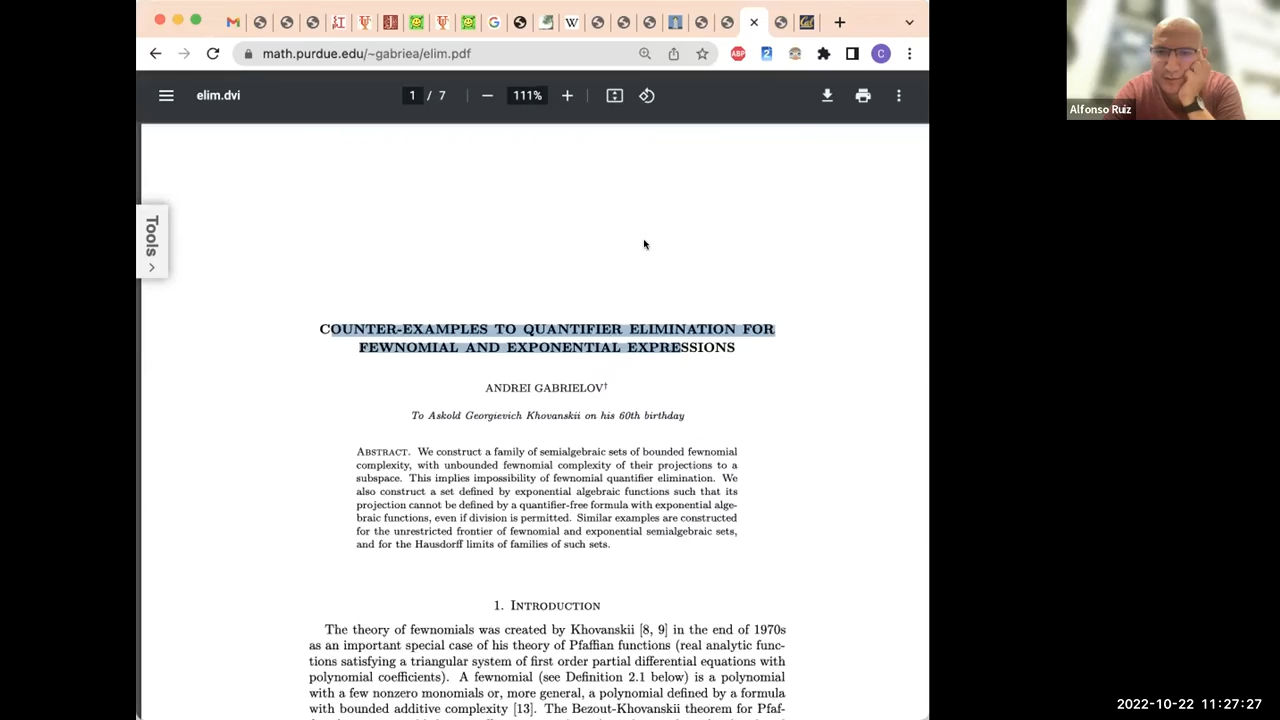 math.purdue.edu/~gabriea/elim.pdf
elim.dvi
1 / 7
111%
Alfonso Ruiz
Tools
COUNTER-EXAMPLES TO QUANTIFIER ELIMINATION FOR
FEWNOMIAL AND EXPONENTIAL EXPRESSIONS
ANDREI GABRIELOV†
To Askold Georgievich Khovanskii on his 60th birthday
ABSTRACT. We construct a family of semialgebraic sets of bounded fewnomial
complexity, with unbounded fewnomial complexity of their projections to a
subspace. This implies impossibility of fewnomial quantifier elimination. We
also construct a set defined by exponential algebraic functions such that its
projection cannot be defined by a quantifier-free formula with exponential alge-
braic functions, even if division is permitted. Similar examples are constructed
for the unrestricted frontier of fewnomial and exponential semialgebraic sets,
and for the Hausdorff limits of families of such sets.
1. INTRODUCTION
The theory of fewnomials was created by Khovanskii [8, 9] in the end of 1970s
as an important special case of his theory of Pfaffian functions (real analytic func-
tions satisfying a triangular system of first order partial differential equations with
polynomial coefficients). A fewnomial (see Definition 2.1 below) is a polynomial
with a few nonzero monomials or, more general, a polynomial defined by a formula
with bounded additive complexity [13]. The Bezout-Khovanskii theorem for Pfaf-
2022-10-22 11:27:27